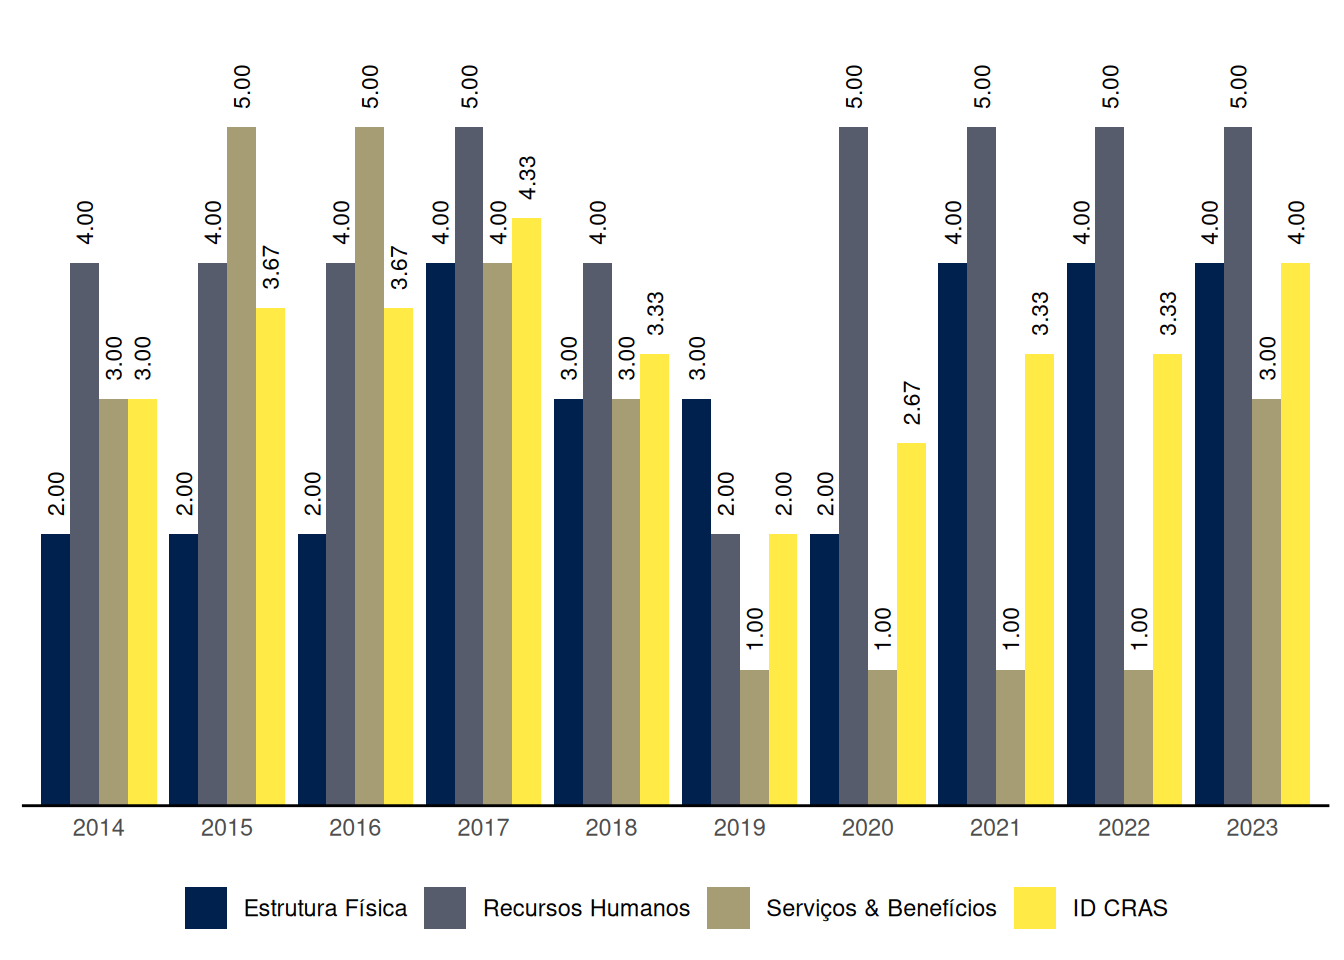 2.00 4.00 3.00 3.00
2.00 4.00 5.00 3.67
2.00 4.00 5.00 3.67
4.00 5.00 4.00 4.33
3.00 4.00 3.00 3.33
3.00 2.00 1.00 2.00
2.00 5.00 1.00 2.67
4.00 5.00 1.00 3.33
4.00 5.00 1.00 3.33
4.00 5.00 3.00 4.00
2014 2015 2016 2017 2018 2019 2020 2021 2022 2023
Estrutura Física Recursos Humanos Serviços & Benefícios ID CRAS